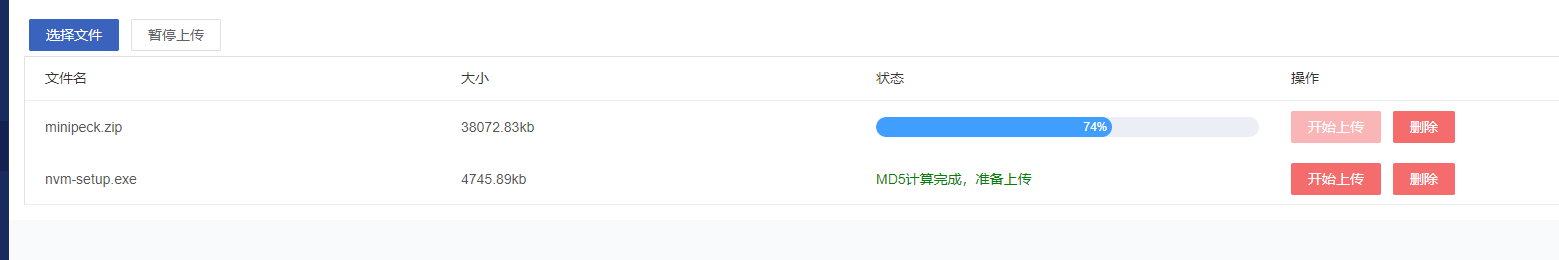 选择文件 暂停上传
文件名 大小 状态 操作
minipeck.zip 38072.83kb 74% 开始上传 删除
nvm-setup.exe 4745.89kb MD5计算完成，准备上传 开始上传 删除